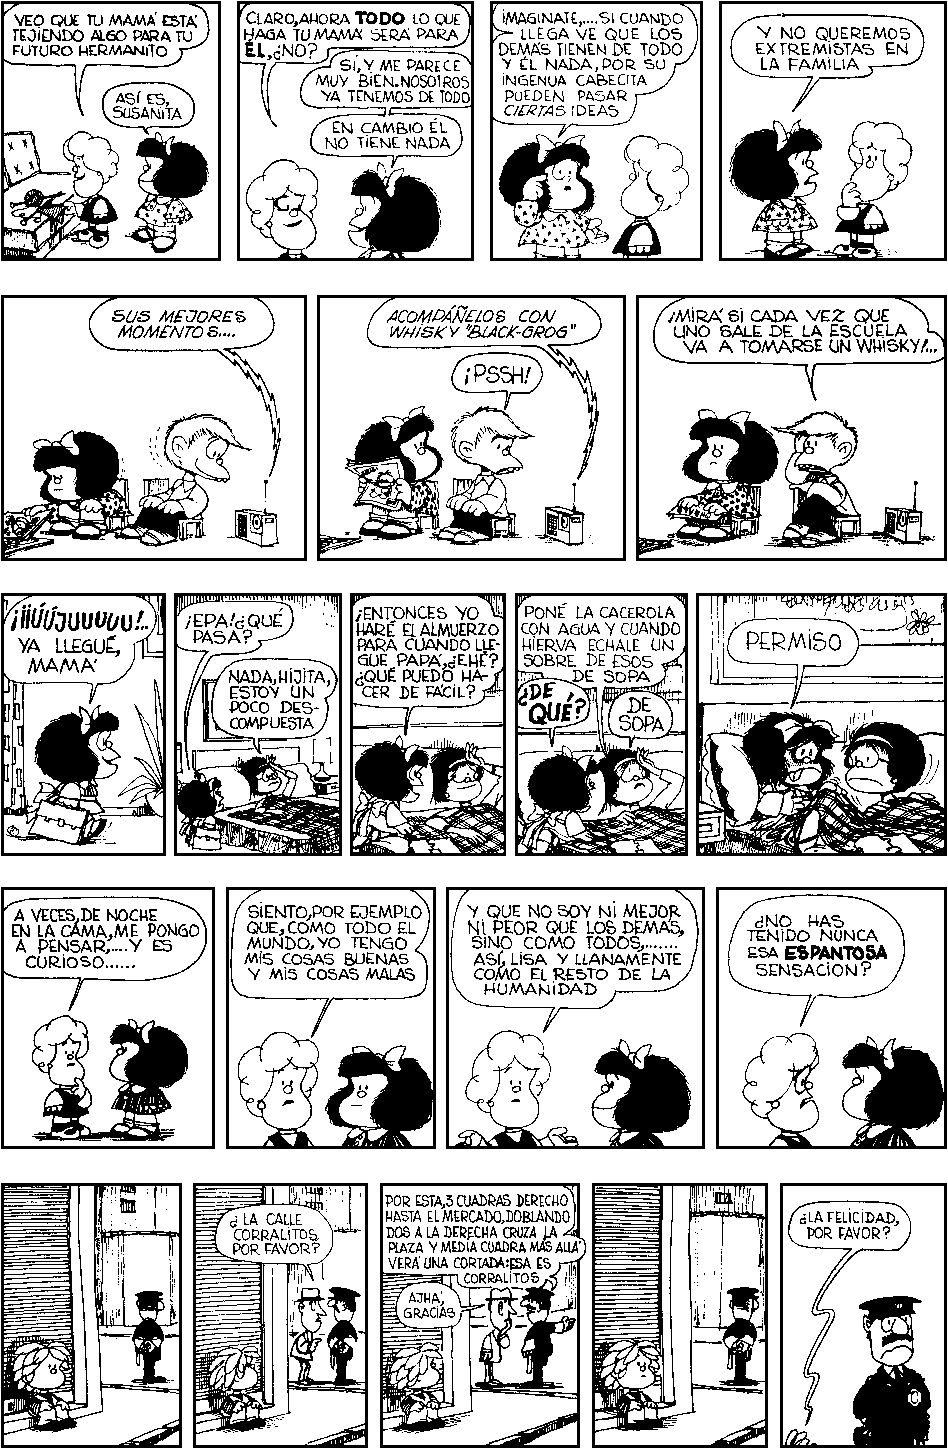 VEO QUE TU MAMÁ ESTÁ
TEJIENDO ALGO PARA TU
FUTURO HERMANITO
ASÍ ES,
SUSANITA
CLARO, AHORA TODO LO QUE
HAGA TU MAMÁ SERÁ PARA
ÉL, ¿NO?
SÍ, Y ME PARECE
MUY BIEN. NOSOTROS
YA TENEMOS DE TODO
EN CAMBIO ÉL
NO TIENE NADA
¡MAGINATE,....SI CUANDO
LLEGA VE QUE LOS
DEMÁS TIENEN DE TODO
Y ÉL NADA, POR SU
INGENUA CABECITA
PUEDEN PASAR
CIERTAS IDEAS
Y NO QUEREMOS
EXTREMISTAS EN
LA FAMILIA
SUS MEJORES
MOMENTOS....
ACOMPÁÑELOS CON
WHISKY "BLACK-GROG"
¡PSSH!
¡MIRÁ SI CADA VEZ QUE
UNO SALE DE LA ESCUELA
VA A TOMARSE UN WHISKY!...
¡IIÚÚJUUUUU!..
YA LLEGUÉ,
MAMÁ
¡EPA! ¿QUÉ
PASA?
NADA, HIJITA,
ESTOY UN
POCO DES-
COMPUESTA
¡ENTONCES YO
HARÉ EL ALMUERZO
PARA CUANDO LLE-
GUE PAPÁ, ¿EHÉ?
¿QUÉ PUEDO HA-
CER DE FÁCIL?
PONÉ LA CACEROLA
CON AGUA Y CUANDO
HIERVA ECHALE UN
SOBRE DE ESOS
DE SOPA
¿DE
QUÉ?
DE
SOPA
PERMISO
A VECES, DE NOCHE
EN LA CAMA, ME PONGO
A PENSAR,....Y ES
CURIOSO......
SIENTO, POR EJEMPLO
QUE, COMO TODO EL
MUNDO, YO TENGO
MIS COSAS BUENAS
Y MIS COSAS MALAS
Y QUE NO SOY NI MEJOR
NI PEOR QUE LOS DEMÁS,
SINO COMO TODOS,.......
ASÍ, LISA Y LLANAMENTE
COMO EL RESTO DE LA
HUMANIDAD
¿NO HAS
TENIDO NUNCA
ESA ESPANTOSA
SENSACIÓN?
¿LA CALLE
CORRALITOS,
POR FAVOR?
POR ESTA, 3 CUADRAS DERECHO
HASTA EL MERCADO, DOBLANDO
DOS A LA DERECHA CRUZA LA
PLAZA Y MEDIA CUADRA MÁS ALLÁ
VERÁ UNA CORTADA: ESA ES
CORRALITOS
AJHÁ,
GRACIAS
¿LA FELICIDAD,
POR FAVOR?